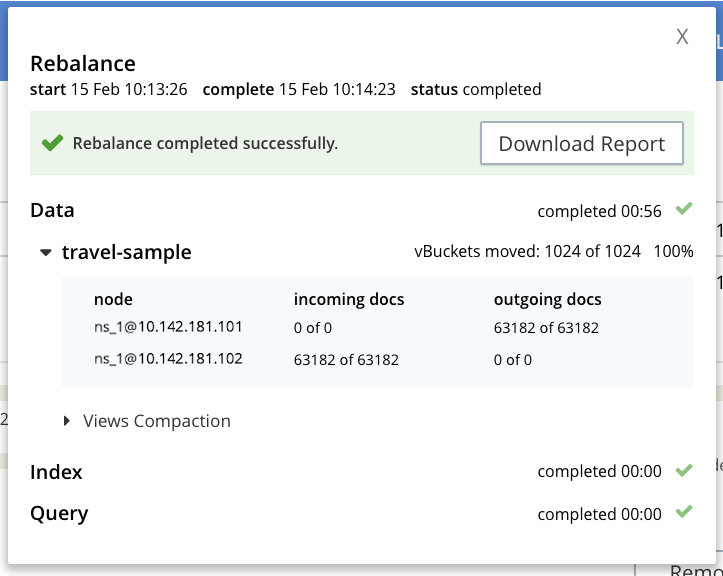 X
Rebalance
start 15 Feb 10:13:26 complete 15 Feb 10:14:23 status completed
Rebalance completed successfully. Download Report
Data completed 00:56
travel-sample vBuckets moved: 1024 of 1024 100%
node incoming docs outgoing docs
ns_1@10.142.181.101 0 of 0 63182 of 63182
ns_1@10.142.181.102 63182 of 63182 0 of 0
Views Compaction
Index completed 00:00
Query completed 00:00